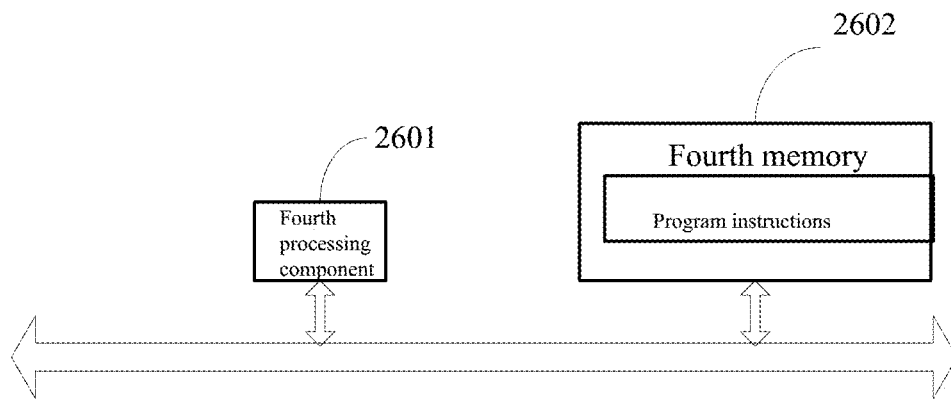 2602
2601
Fourth memory
Program instructions
Fourth
processing
component